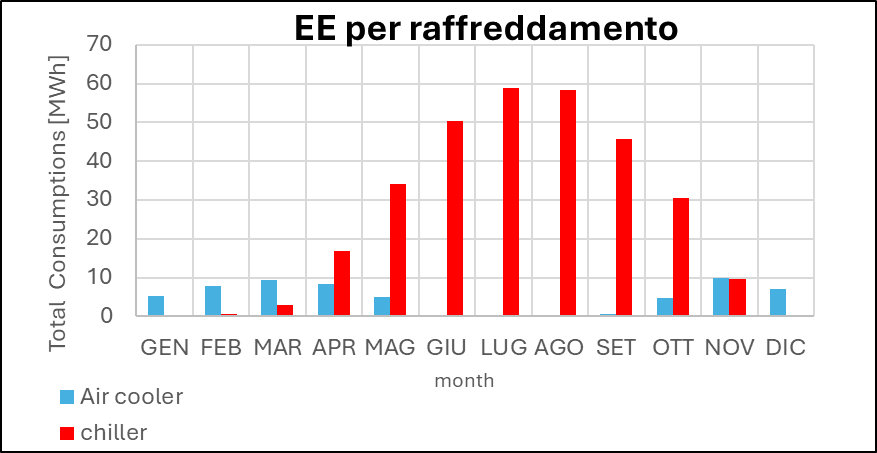 EE per raffreddamento
Total Consumptions [MWh]
70
60
50
40
30
20
10
0
GEN FEB MAR APR MAG GIU LUG AGO SET OTT NOV DIC
month
Air cooler
chiller